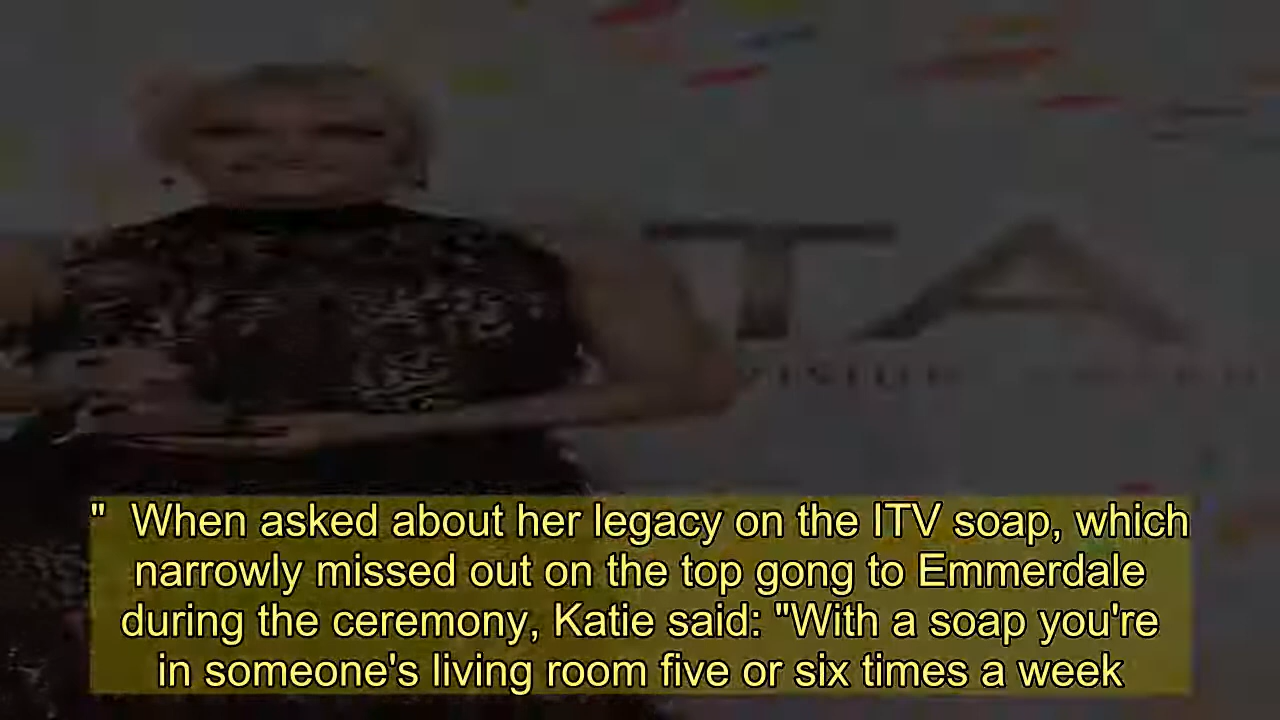 TA
"  When asked about her legacy on the ITV soap, which
narrowly missed out on the top gong to Emmerdale
during the ceremony, Katie said: "With a soap you're
in someone's living room five or six times a week